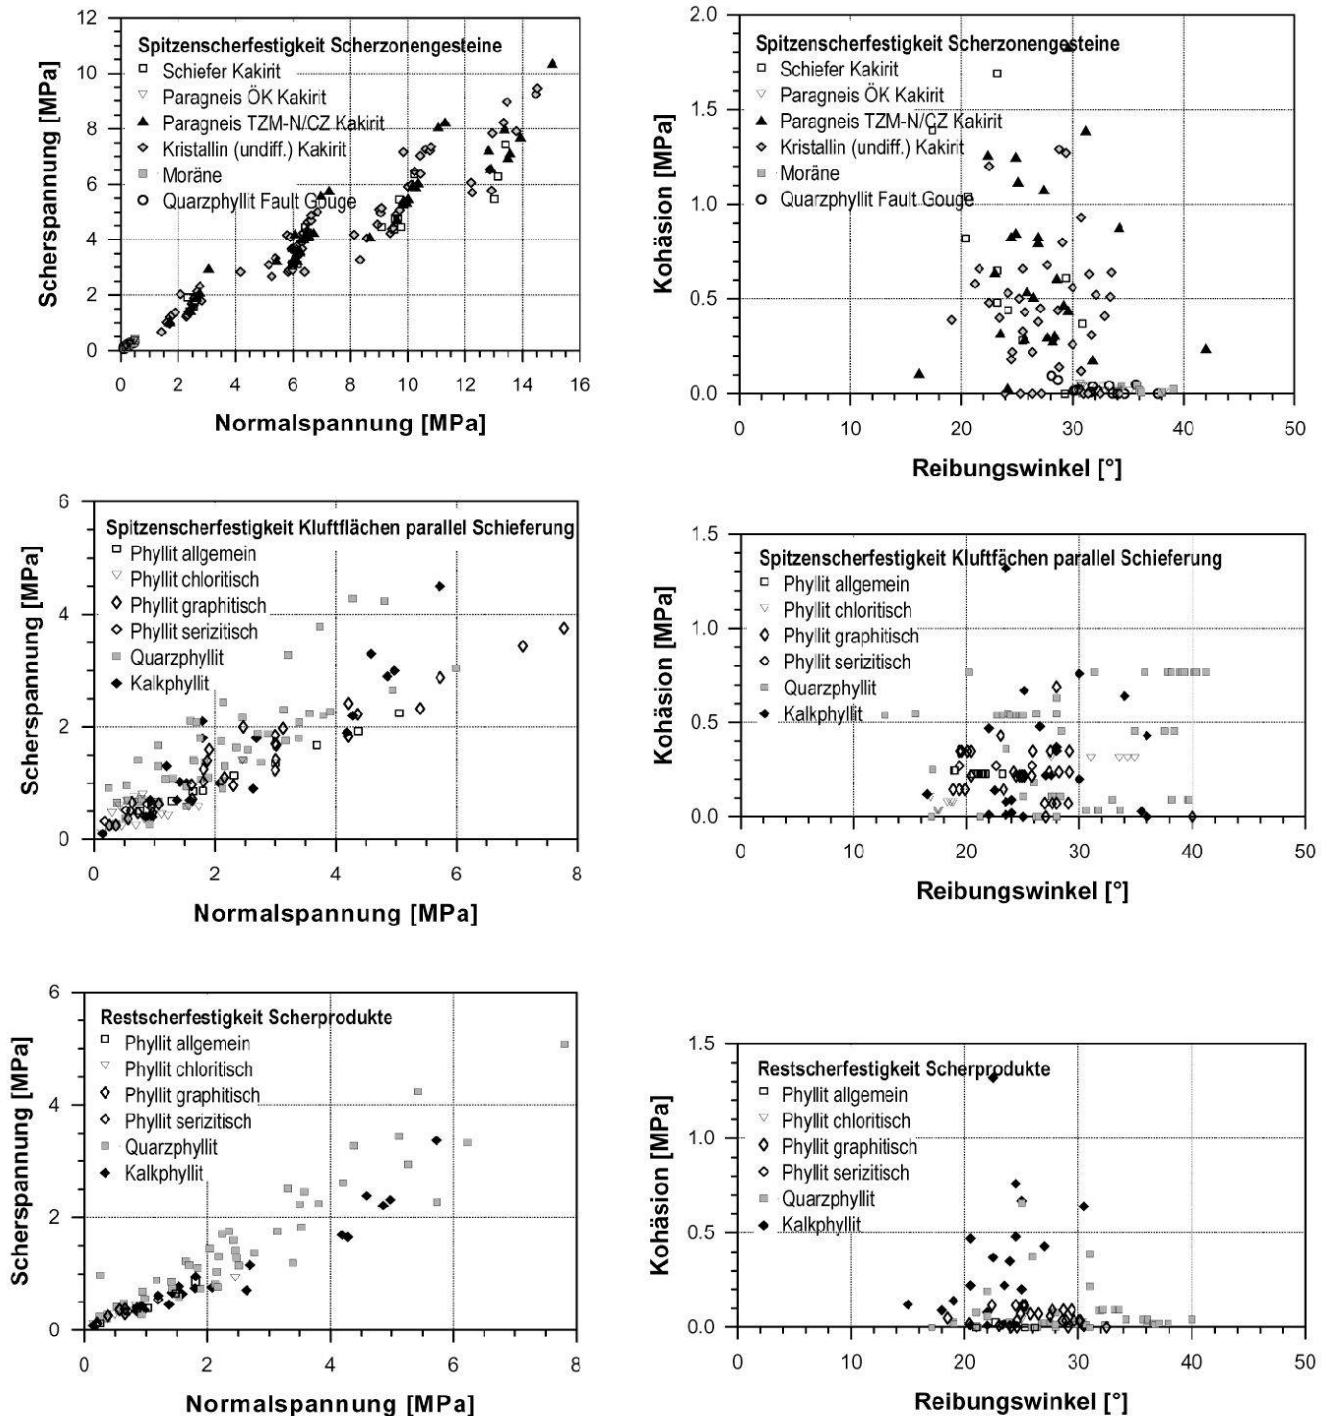 12
10
8
6
4
2
0
Scherspannung [MPa]
Spitzenscherfestigkeit Scherzonengesteine
Schiefer Kakirit
Paragneis ÖK Kakirit
Paragneis TZM-N/CZ Kakirit
Kristallin (undiff.) Kakirit
Moräne
Quarzphyllit Fault Gouge
0 2 4 6 8 10 12 14 16
Normalspannung [MPa]
2.0
1.5
1.0
0.5
0.0
Kohäsion [MPa]
Spitzenscherfestigkeit Scherzonengesteine
Schiefer Kakirit
Paragneis ÖK Kakirit
Paragneis TZM-N/CZ Kakirit
Kristallin (undiff.) Kakirit
Moräne
Quarzphyllit Fault Gouge
0 10 20 30 40 50
Reibungswinkel [°]
6
4
2
0
Scherspannung [MPa]
Spitzenscherfestigkeit Kluftflächen parallel Schieferung
Phyllit allgemein
Phyllit chloritisch
Phyllit graphitisch
Phyllit serizitisch
Quarzphyllit
Kalkphyllit
0 2 4 6 8
Normalspannung [MPa]
1.5
1.0
0.5
0.0
Kohäsion [MPa]
Spitzenscherfestigkeit Kluftfächen parallel Schieferung
Phyllit allgemein
Phyllit chloritisch
Phyllit graphitisch
Phyllit serizitisch
Quarzphyllit
Kalkphyllit
0 10 20 30 40 50
Reibungswinkel [°]
6
4
2
0
Scherspannung [MPa]
Restscherfestigkeit Scherprodukte
Phyllit allgemein
Phyllit chloritisch
Phyllit graphitisch
Phyllit serizitisch
Quarzphyllit
Kalkphyllit
0 2 4 6 8
Normalspannung [MPa]
1.5
1.0
0.5
0.0
Kohäsion [MPa]
Restscherfestigkeit Scherprodukte
Phyllit allgemein
Phyllit chloritisch
Phyllit graphitisch
Phyllit serizitisch
Quarzphyllit
Kalkphyllit
0 10 20 30 40 50
Reibungswinkel [°]